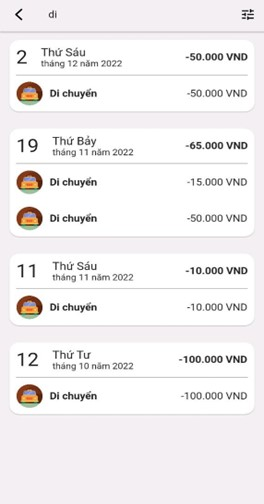 di
2 Thứ Sáu -50.000 VND
tháng 12 năm 2022
Di chuyển -50.000 VND
19 Thứ Bảy -65.000 VND
tháng 11 năm 2022
Di chuyển -15.000 VND
Di chuyển -50.000 VND
11 Thứ Sáu -10.000 VND
tháng 11 năm 2022
Di chuyển -10.000 VND
12 Thứ Tư -100.000 VND
tháng 10 năm 2022
Di chuyển -100.000 VND